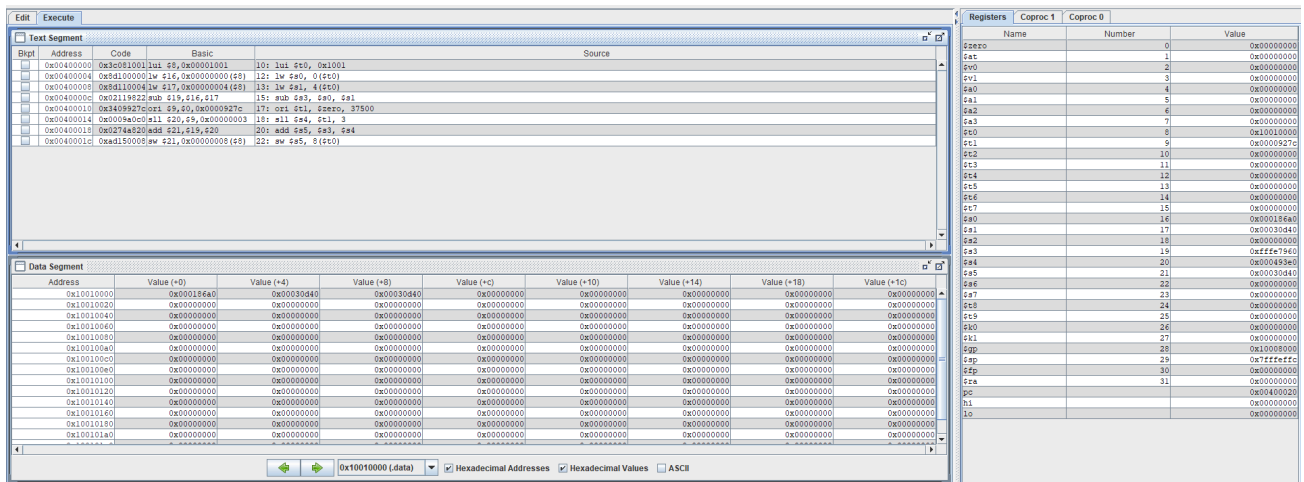 Edit Execute
Text Segment
Bkpt Address Code Basic Source
0x00400000 0x3c081001 lui $8,0x00001001 10: lui $t0, 0x1001
0x00400004 0x8d100000 lw $16,0x00000000($8) 12: lw $s0, 0($t0)
0x00400008 0x8d110004 lw $17,0x00000004($8) 13: lw $s1, 4($t0)
0x0040000c 0x02119822 sub $19,$16,$17 15: sub $s3, $s0, $s1
0x00400010 0x3409927c ori $9,$0,0x0000927c 17: ori $t1, $zero, 37500
0x00400014 0x0009a0c0 sll $20,$9,0x00000003 18: sll $s4, $t1, 3
0x00400018 0x0274a820 add $21,$19,$20 20: add $s5, $s3, $s4
0x0040001c 0xad150008 sw $21,0x00000008($8) 22: sw $s5, 8($t0)
Data Segment
Address Value (+0) Value (+4) Value (+8) Value (+c) Value (+10) Value (+14) Value (+18) Value (+1c)
0x10010000 0x000186a0 0x00030d40 0x00030d40 0x00000000 0x00000000 0x00000000 0x00000000 0x00000000
0x10010020 0x00000000 0x00000000 0x00000000 0x00000000 0x00000000 0x00000000 0x00000000 0x00000000
0x10010040 0x00000000 0x00000000 0x00000000 0x00000000 0x00000000 0x00000000 0x00000000 0x00000000
0x10010060 0x00000000 0x00000000 0x00000000 0x00000000 0x00000000 0x00000000 0x00000000 0x00000000
0x10010080 0x00000000 0x00000000 0x00000000 0x00000000 0x00000000 0x00000000 0x00000000 0x00000000
0x100100a0 0x00000000 0x00000000 0x00000000 0x00000000 0x00000000 0x00000000 0x00000000 0x00000000
0x100100c0 0x00000000 0x00000000 0x00000000 0x00000000 0x00000000 0x00000000 0x00000000 0x00000000
0x100100e0 0x00000000 0x00000000 0x00000000 0x00000000 0x00000000 0x00000000 0x00000000 0x00000000
0x10010100 0x00000000 0x00000000 0x00000000 0x00000000 0x00000000 0x00000000 0x00000000 0x00000000
0x10010120 0x00000000 0x00000000 0x00000000 0x00000000 0x00000000 0x00000000 0x00000000 0x00000000
0x10010140 0x00000000 0x00000000 0x00000000 0x00000000 0x00000000 0x00000000 0x00000000 0x00000000
0x10010160 0x00000000 0x00000000 0x00000000 0x00000000 0x00000000 0x00000000 0x00000000 0x00000000
0x10010180 0x00000000 0x00000000 0x00000000 0x00000000 0x00000000 0x00000000 0x00000000 0x00000000
0x100101a0 0x00000000 0x00000000 0x00000000 0x00000000 0x00000000 0x00000000 0x00000000 0x00000000
0x10010000 (.data) Hexadecimal Addresses Hexadecimal Values ASCII
Registers Coproc 1 Coproc 0
Name Number Value
$zero 0 0x00000000
$at 1 0x00000000
$v0 2 0x00000000
$v1 3 0x00000000
$a0 4 0x00000000
$a1 5 0x00000000
$a2 6 0x00000000
$a3 7 0x00000000
$t0 8 0x10010000
$t1 9 0x0000927c
$t2 10 0x00000000
$t3 11 0x00000000
$t4 12 0x00000000
$t5 13 0x00000000
$t6 14 0x00000000
$t7 15 0x00000000
$s0 16 0x000186a0
$s1 17 0x00030d40
$s2 18 0x00000000
$s3 19 0xfffe7960
$s4 20 0x000493e0
$s5 21 0x00030d40
$s6 22 0x00000000
$s7 23 0x00000000
$t8 24 0x00000000
$t9 25 0x00000000
$k0 26 0x00000000
$k1 27 0x00000000
$gp 28 0x10008000
$sp 29 0x7fffeffc
$fp 30 0x00000000
$ra 31 0x00000000
pc 0x00400020
hi 0x00000000
lo 0x00000000